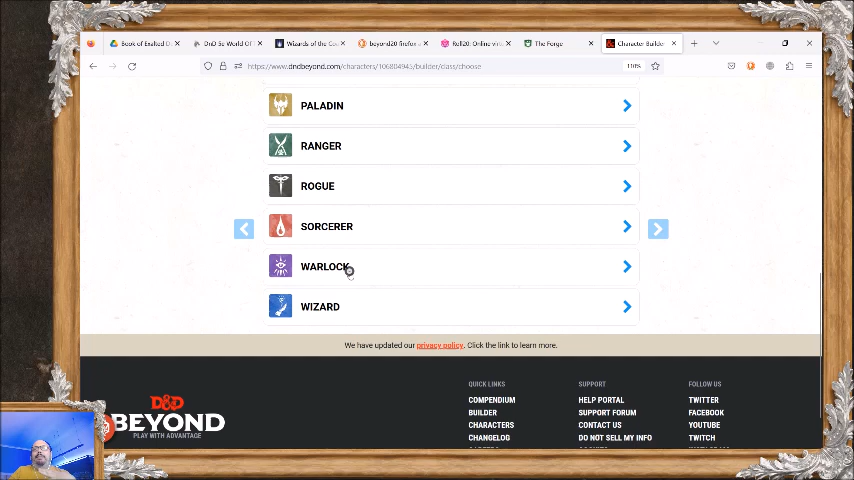 Book of Exalted D
DnD 5e World OF
Wizards of the Coa
beyond20 firefox a
Roll20: Online virtu
The Forge
Character Builder
https://www.dndbeyond.com/characters/106804945/builder/class/choose
110%
PALADIN
RANGER
ROGUE
SORCERER
WARLOCK
WIZARD
We have updated our privacy policy. Click the link to learn more.
D&D
BEYOND
PLAY WITH ADVANTAGE
QUICK LINKS
COMPENDIUM
BUILDER
CHARACTERS
CHANGELOG
SUPPORT
HELP PORTAL
SUPPORT FORUM
CONTACT US
DO NOT SELL MY INFO
FOLLOW US
TWITTER
FACEBOOK
YOUTUBE
TWITCH